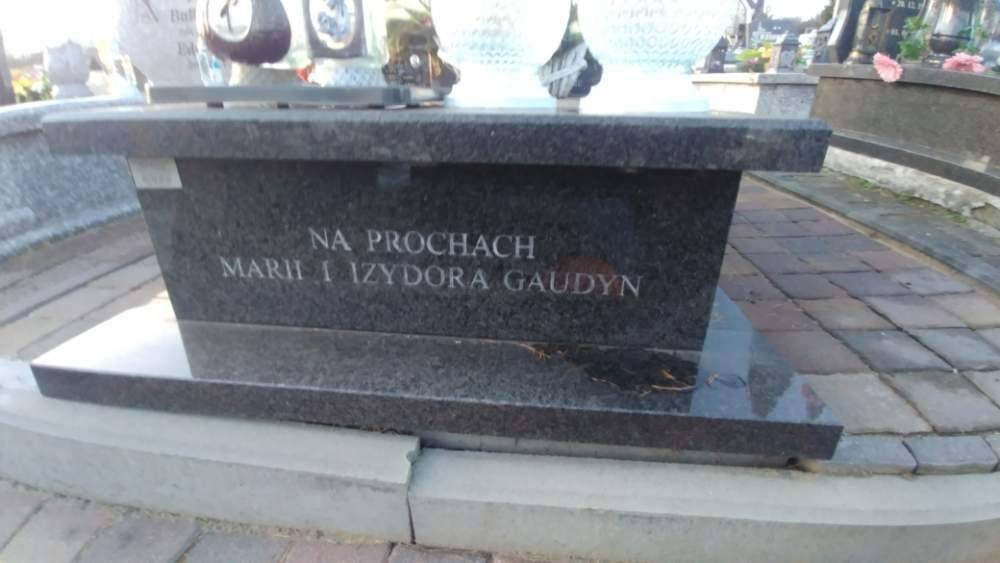 NA PROCHACH
MARII I IZYDORA GAUDYN